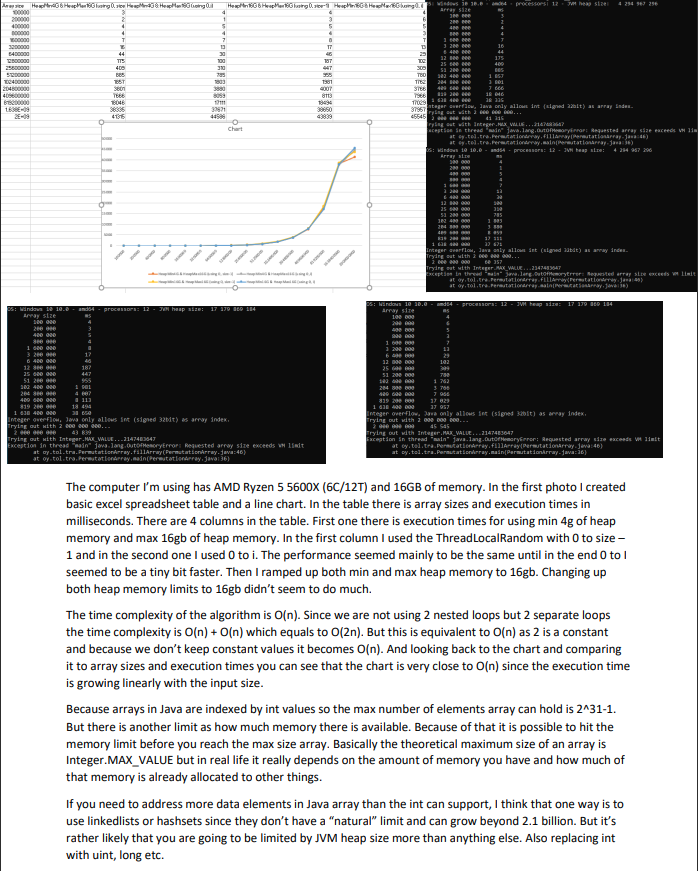 Array size HeapMin4G & HeapMax16G (using 0, size HeapMin4G & HeapMax16G (using 0,i) HeapMin16G & HeapMax16G (using 0, size-1) HeapMin16G & HeapMax16G (using 0, i
100000 3 4 4 4
200000 2 1 3 6
400000 4 5 5 5
800000 4 4 4 3
1600000 7 7 8 7
3200000 16 13 17 13
6400000 44 30 46 29
12800000 175 100 187 102
25600000 409 310 447 309
51200000 885 785 955 780
102400000 1857 1803 1981 1762
204800000 3801 3880 4007 3766
409600000 7666 8059 8113 7966
819200000 18046 17111 18494 17029
1.638E+09 38335 37671 38650 37957
2E+09 41315 44586 43839 45545
Chart
OS: Windows 10 10.0 - amd64 - processors: 12 - JVM heap size: 4 294 967 296
Array size ms
100 000 3
200 000 2
400 000 4
800 000 4
1 600 000 7
3 200 000 16
6 400 000 44
12 800 000 175
25 600 000 409
51 200 000 885
102 400 000 1 857
204 800 000 3 801
409 600 000 7 666
819 200 000 18 046
1 638 400 000 38 335
Integer overflow, Java only allows int (signed 32bit) as array index.
Trying out with 2 000 000 000...
2 000 000 000 41 315
Trying out with Integer.MAX_VALUE...2147483647
Exception in thread "main" java.lang.OutOfMemoryError: Requested array size exceeds VM lim
at oy.tol.tra.PermutationArray.fillArray(PermutationArray.java:46)
at oy.tol.tra.PermutationArray.main(PermutationArray.java:36)
OS: Windows 10 10.0 - amd64 - processors: 12 - JVM heap size: 4 294 967 296
Array size ms
100 000 4
200 000 1
400 000 5
800 000 4
1 600 000 7
3 200 000 13
6 400 000 30
12 800 000 100
25 600 000 310
51 200 000 785
102 400 000 1 803
204 800 000 3 880
409 600 000 8 059
819 200 000 17 111
1 638 400 000 37 671
Integer overflow, Java only allows int (signed 32bit) as array index.
Trying out with 2 000 000 000...
2 000 000 000 60 357
Trying out with Integer.MAX_VALUE...2147483647
Exception in thread "main" java.lang.OutOfMemoryError: Requested array size exceeds VM limit
at oy.tol.tra.PermutationArray.fillArray(PermutationArray.java:46)
at oy.tol.tra.PermutationArray.main(PermutationArray.java:36)
OS: Windows 10 10.0 - amd64 - processors: 12 - JVM heap size: 17 179 869 184
Array size ms
100 000 4
200 000 3
400 000 5
800 000 4
1 600 000 8
3 200 000 17
6 400 000 46
12 800 000 187
25 600 000 447
51 200 000 955
102 400 000 1 981
204 800 000 4 007
409 600 000 8 113
819 200 000 18 494
1 638 400 000 38 650
Integer overflow, Java only allows int (signed 32bit) as array index.
Trying out with 2 000 000 000...
2 000 000 000 43 839
Trying out with Integer.MAX_VALUE...2147483647
Exception in thread "main" java.lang.OutOfMemoryError: Requested array size exceeds VM limit
at oy.tol.tra.PermutationArray.fillArray(PermutationArray.java:46)
at oy.tol.tra.PermutationArray.main(PermutationArray.java:36)
OS: Windows 10 10.0 - amd64 - processors: 12 - JVM heap size: 17 179 869 184
Array size ms
100 000 4
200 000 6
400 000 5
800 000 3
1 600 000 7
3 200 000 13
6 400 000 29
12 800 000 102
25 600 000 309
51 200 000 780
102 400 000 1 762
204 800 000 3 766
409 600 000 7 966
819 200 000 17 029
1 638 400 000 37 957
Integer overflow, Java only allows int (signed 32bit) as array index.
Trying out with 2 000 000 000...
2 000 000 000 45 545
Trying out with Integer.MAX_VALUE...2147483647
Exception in thread "main" java.lang.OutOfMemoryError: Requested array size exceeds VM limit
at oy.tol.tra.PermutationArray.fillArray(PermutationArray.java:46)
at oy.tol.tra.PermutationArray.main(PermutationArray.java:36)
The computer I'm using has AMD Ryzen 5 5600X (6C/12T) and 16GB of memory. In the first photo I created
basic excel spreadsheet table and a line chart. In the table there is array sizes and execution times in
milliseconds. There are 4 columns in the table. First one there is execution times for using min 4g of heap
memory and max 16gb of heap memory. In the first column I used the ThreadLocalRandom with 0 to size –
1 and in the second one I used 0 to i. The performance seemed mainly to be the same until in the end 0 to I
seemed to be a tiny bit faster. Then I ramped up both min and max heap memory to 16gb. Changing up
both heap memory limits to 16gb didn't seem to do much.
The time complexity of the algorithm is O(n). Since we are not using 2 nested loops but 2 separate loops
the time complexity is O(n) + O(n) which equals to O(2n). But this is equivalent to O(n) as 2 is a constant
and because we don't keep constant values it becomes O(n). And looking back to the chart and comparing
it to array sizes and execution times you can see that the chart is very close to O(n) since the execution time
is growing linearly with the input size.
Because arrays in Java are indexed by int values so the max number of elements array can hold is 2^31-1.
But there is another limit as how much memory there is available. Because of that it is possible to hit the
memory limit before you reach the max size array. Basically the theoretical maximum size of an array is
Integer.MAX_VALUE but in real life it really depends on the amount of memory you have and how much of
that memory is already allocated to other things.
If you need to address more data elements in Java array than the int can support, I think that one way is to
use linkedlists or hashsets since they don't have a "natural" limit and can grow beyond 2.1 billion. But it's
rather likely that you are going to be limited by JVM heap size more than anything else. Also replacing int
with uint, long etc.